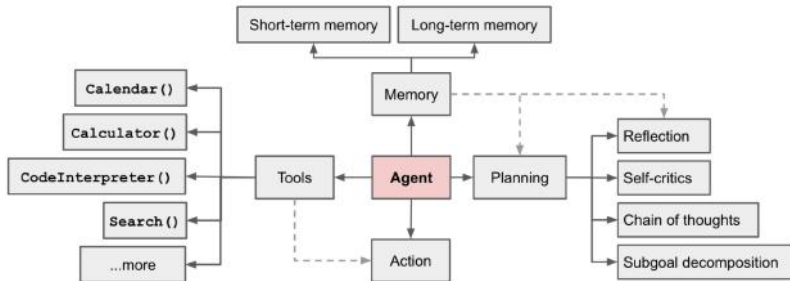 Short-term memory
Long-term memory
Calendar()
Memory
Calculator()
Reflection
CodeInterpreter()
Tools
Agent
Planning
Self-critics
Search()
Chain of thoughts
...more
Action
Subgoal decomposition